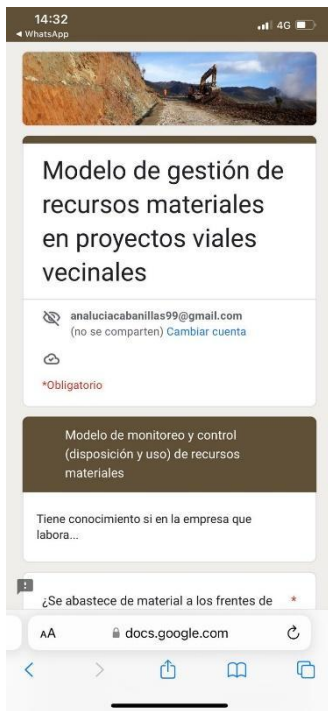 14:32
4G
◀ WhatsApp
Modelo de gestión de
recursos materiales
en proyectos viales
vecinales
analuciacabanillas99@gmail.com
(no se comparten) Cambiar cuenta
*Obligatorio
Modelo de monitoreo y control
(disposición y uso) de recursos
materiales
Tiene conocimiento si en la empresa que
labora...
¿Se abastece de material a los frentes de *
AA docs.google.com